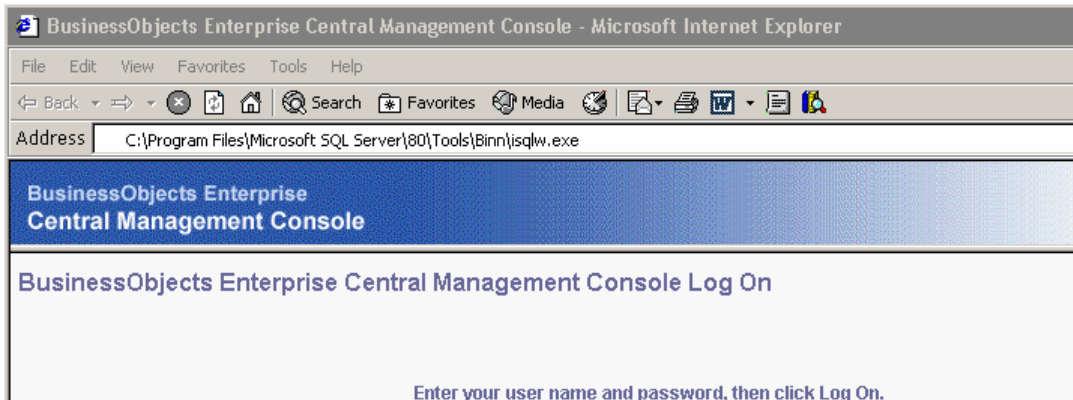 BusinessObjects Enterprise Central Management Console - Microsoft Internet Explorer
File Edit View Favorites Tools Help
Back Search Favorites Media
Address C:\Program Files\Microsoft SQL Server\80\Tools\Binn\isqlw.exe
BusinessObjects Enterprise
Central Management Console
BusinessObjects Enterprise Central Management Console Log On
Enter your user name and password, then click Log On.